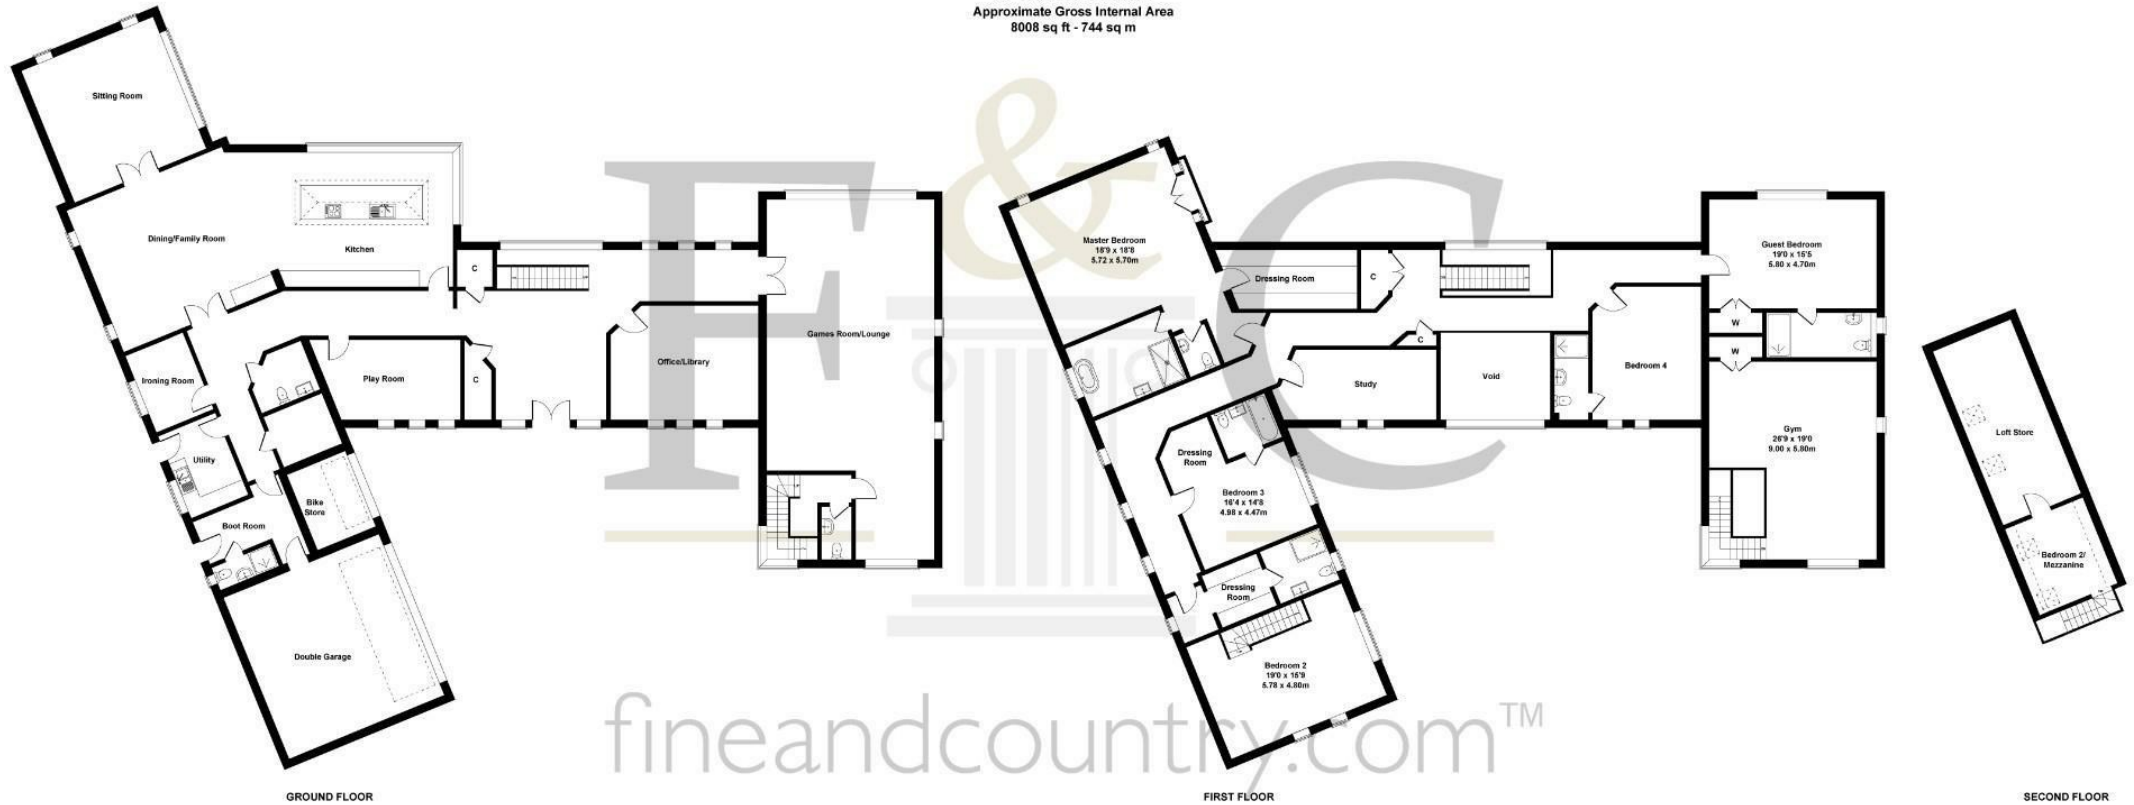 Approximate Gross Internal Area
8008 sq ft - 744 sq m
Sitting Room
Dining/Family Room
Kitchen
C
Ironing Room
Play Room
C
Office/Library
Games Room/Lounge
Utility
Bike
Store
Boot Room
Double Garage
GROUND FLOOR
Master Bedroom
18'9 x 18'8
5.72 x 5.70m
Dressing Room
C
Guest Bedroom
19'0 x 15'5
5.80 x 4.70m
W
W
C
Study
Void
Bedroom 4
Gym
26'9 x 19'0
9.00 x 5.80m
Dressing
Room
Bedroom 3
16'4 x 14'8
4.98 x 4.47m
Dressing
Room
Bedroom 2
19'0 x 15'9
5.78 x 4.80m
FIRST FLOOR
Loft Store
Bedroom 2/
Mezzanine
SECOND FLOOR
F&C
fineandcountry.com™